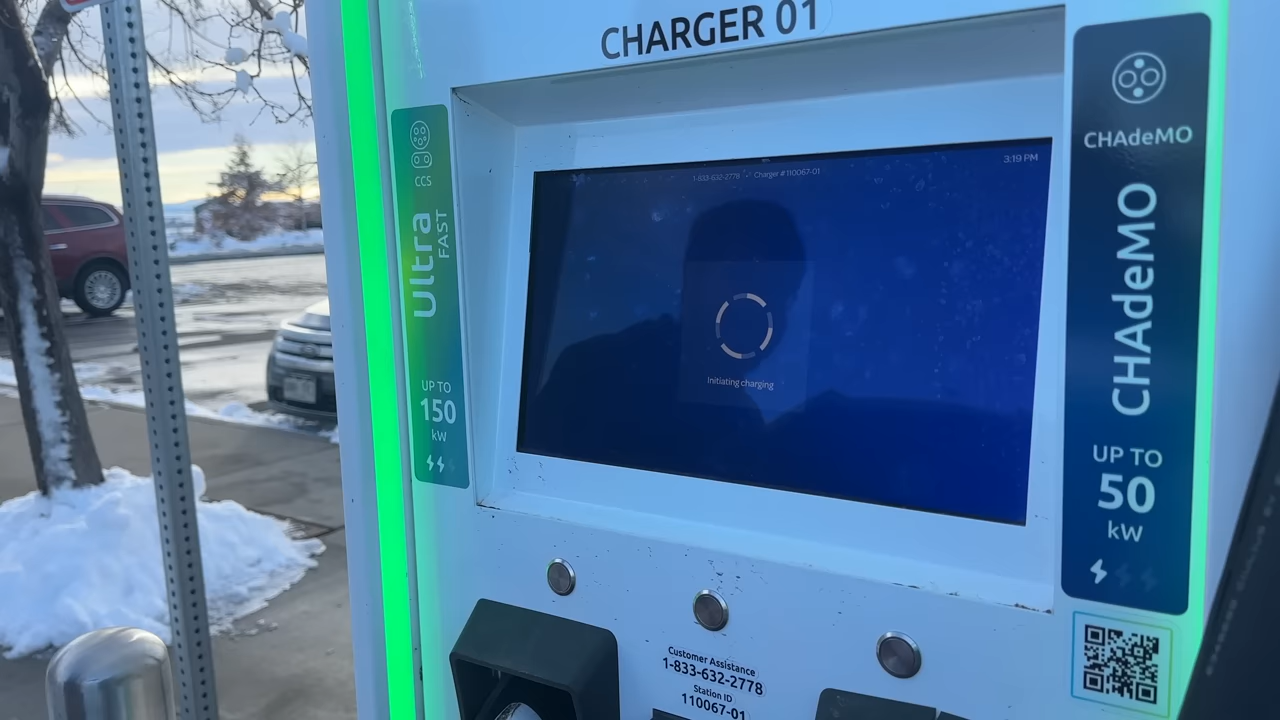 CHARGER 01
CCS
Ultra
FAST
UP TO
150
kW
1-833-632-2778
Charger # 110067-01
3:19 PM
Initiating charging
CHAdeMO
CHAdeMO
UP TO
50
kW
Customer Assistance
1-833-632-2778
Station ID
110067-01